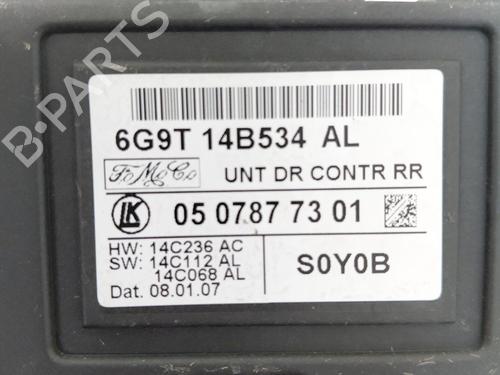 B-PARTS
6G9T 14B534 AL
FoMoCo UNT DR CONTR RR
LK 05 0787 73 01
HW: 14C236 AC
SW: 14C112 AL
14C068 AL
S0Y0B
Dat. 08.01.07